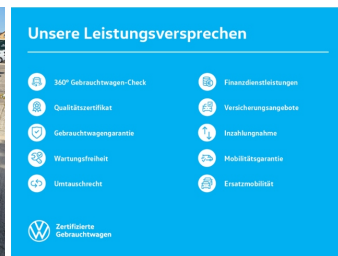 Unsere Leistungsversprechen
360° Gebrauchtwagen-Check
Qualitätszertifikat
Gebrauchtwagengarantie
Wartungsfreiheit
Umtauschrecht
Finanzdienstleistungen
Versicherungsangebote
Inzahlungnahme
Mobilitätsgarantie
Ersatzmobilität
Zertifizierte
Gebrauchtwagen